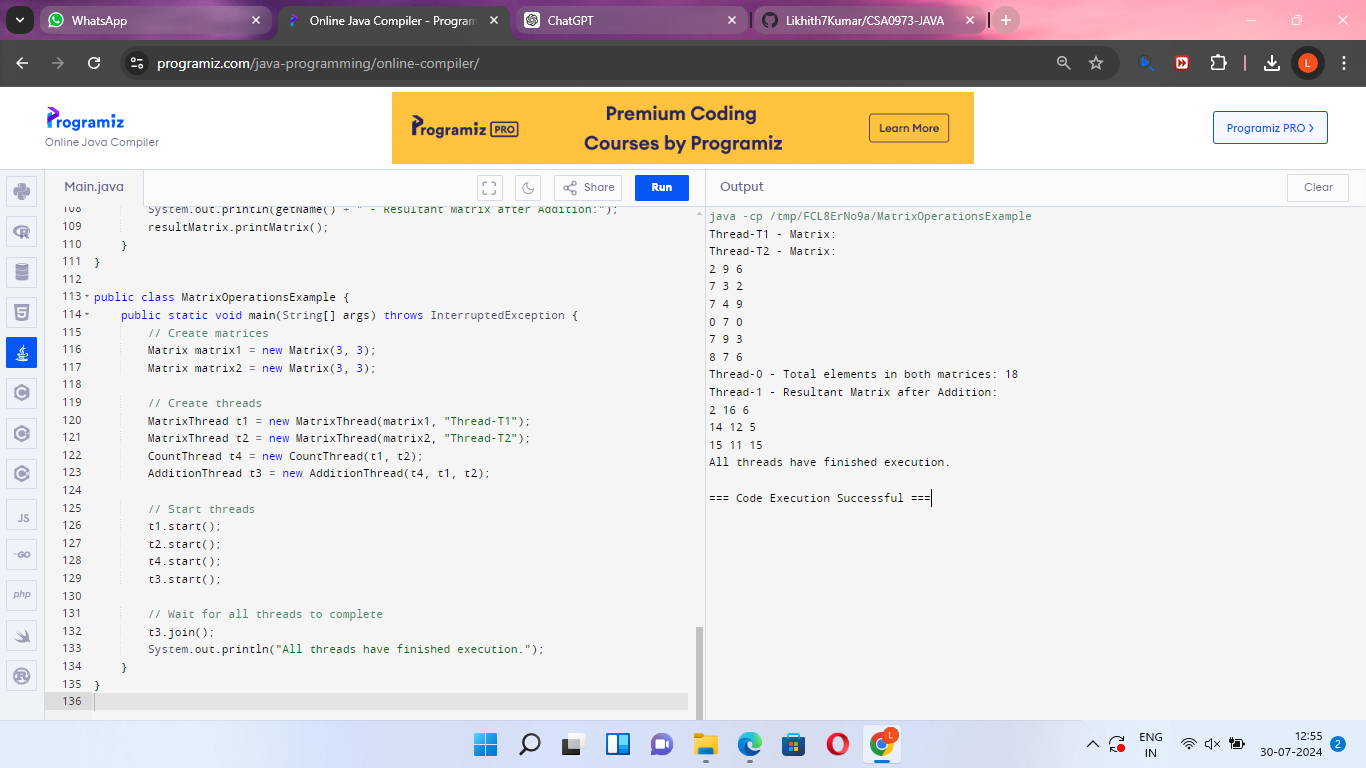 WhatsApp
Online Java Compiler - Program
ChatGPT
Likhith7Kumar/CSA0973-JAVA
programiz.com/java-programming/online-compiler/
L
Programiz
Online Java Compiler
Programiz PRO
Premium Coding
Courses by Programiz
Learn More
Programiz PRO >
Main.java
Share
Run
Output
Clear
108 System.out.println(getName() + " - Resultant Matrix after Addition:");
109 resultMatrix.printMatrix();
110 }
111 }
112
113 public class MatrixOperationsExample {
114 public static void main(String[] args) throws InterruptedException {
115 // Create matrices
116 Matrix matrix1 = new Matrix(3, 3);
117 Matrix matrix2 = new Matrix(3, 3);
118
119 // Create threads
120 MatrixThread t1 = new MatrixThread(matrix1, "Thread-T1");
121 MatrixThread t2 = new MatrixThread(matrix2, "Thread-T2");
122 CountThread t4 = new CountThread(t1, t2);
123 AdditionThread t3 = new AdditionThread(t4, t1, t2);
124
125 // Start threads
126 t1.start();
127 t2.start();
128 t4.start();
129 t3.start();
130
131 // Wait for all threads to complete
132 t3.join();
133 System.out.println("All threads have finished execution.");
134 }
135 }
136
java -cp /tmp/FCL8ErNo9a/MatrixOperationsExample
Thread-T1 - Matrix:
Thread-T2 - Matrix:
2 9 6
7 3 2
7 4 9
0 7 0
7 9 3
8 7 6
Thread-0 - Total elements in both matrices: 18
Thread-1 - Resultant Matrix after Addition:
2 16 6
14 12 5
15 11 15
All threads have finished execution.
=== Code Execution Successful ===
JS
GO
php
L
ENG
IN
12:55
30-07-2024
2